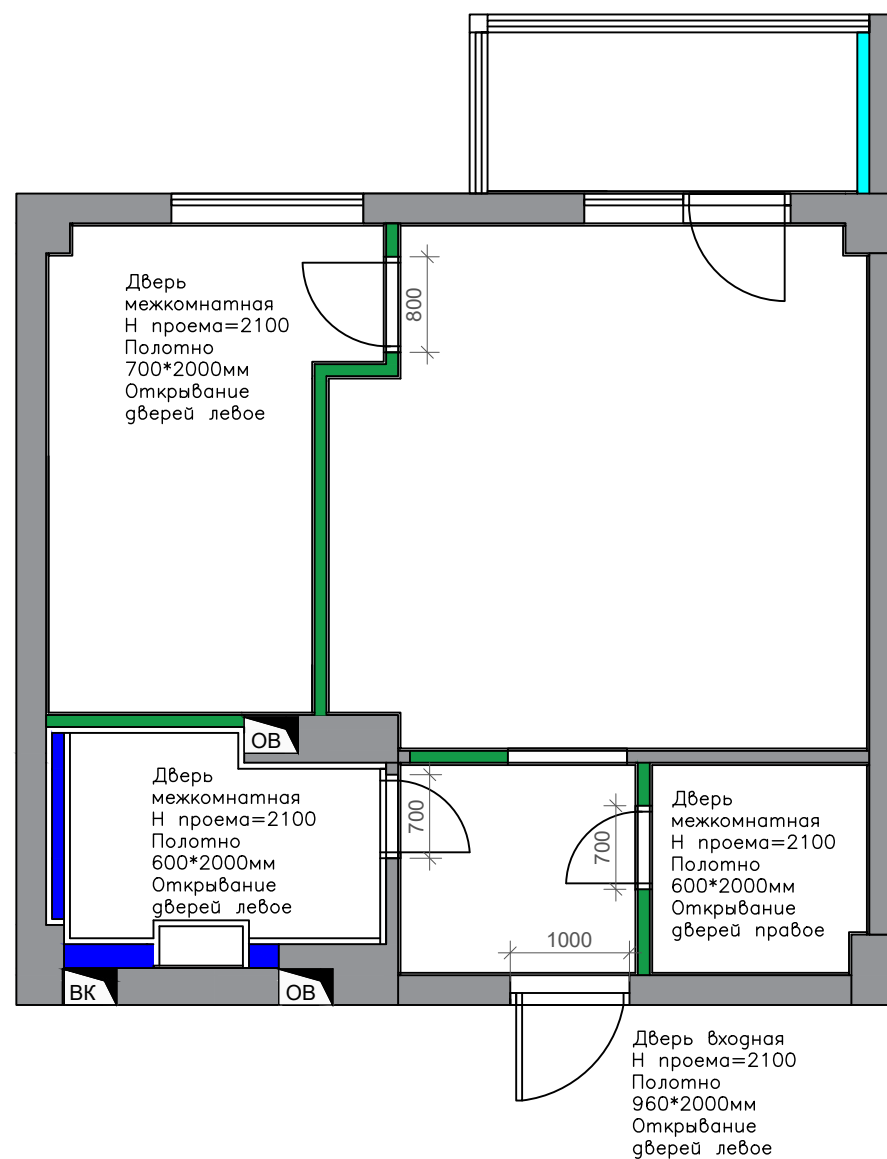 Дверь
межкомнатная
Н проема=2100
Полотно
700*2000мм
Открывание
дверей левое
800
ОВ
Дверь
межкомнатная
Н проема=2100
Полотно
600*2000мм
Открывание
дверей левое
700
700
Дверь
межкомнатная
Н проема=2100
Полотно
600*2000мм
Открывание
дверей правое
1000
ВК
ОВ
Дверь входная
Н проема=2100
Полотно
960*2000мм
Открывание
дверей левое